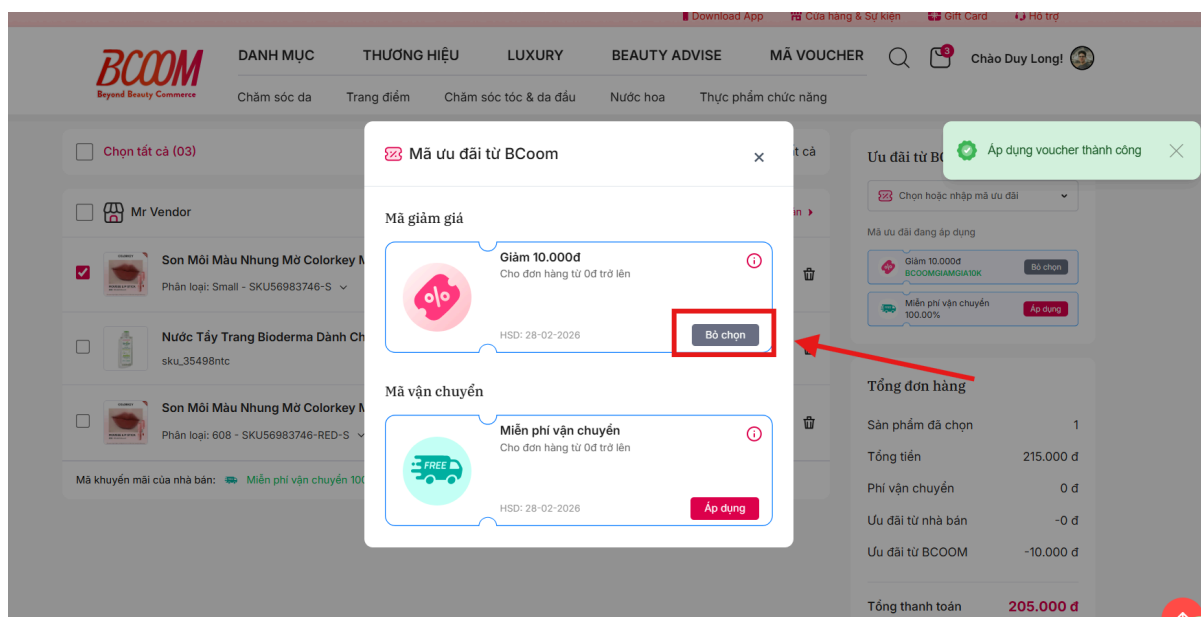 Download App Cửa hàng & Sự kiện Gift Card Hỗ trợ
BCOOM
Beyond Beauty Commerce
DANH MỤC THƯƠNG HIỆU LUXURY BEAUTY ADVISE MÃ VOUCHER
3
Chào Duy Long!
Chăm sóc da Trang điểm Chăm sóc tóc & da đầu Nước hoa Thực phẩm chức năng
Áp dụng voucher thành công
Chọn tất cả (03)
Mr Vendor
Son Môi Màu Nhung Mờ Colorkey
Phân loại: Small - SKU56983746-S
Nước Tẩy Trang Bioderma Dành Ch
sku_35498ntc
Son Môi Màu Nhung Mờ Colorkey
Phân loại: 608 - SKU56983746-RED-S
Mã khuyến mãi của nhà bán: Miễn phí vận chuyển 100
Mã ưu đãi từ BCoom
Mã giảm giá
%
Giảm 10.000đ
Cho đơn hàng từ 0đ trở lên
HSD: 28-02-2026
Bỏ chọn
Mã vận chuyển
FREE
Miễn phí vận chuyển
Cho đơn hàng từ 0đ trở lên
HSD: 28-02-2026
Áp dụng
t cả
Ưu đãi từ B
Chọn hoặc nhập mã ưu đãi
Mã ưu đãi đang áp dụng
Giảm 10.000đ
BCOOMGIAMGIA10K
Bỏ chọn
Miễn phí vận chuyển
100.00%
Áp dụng
Tổng đơn hàng
Sản phẩm đã chọn 1
Tổng tiền 215.000 đ
Phí vận chuyển 0 đ
Ưu đãi từ nhà bán -0 đ
Ưu đãi từ BCOOM -10.000 đ
Tổng thanh toán 205.000 đ